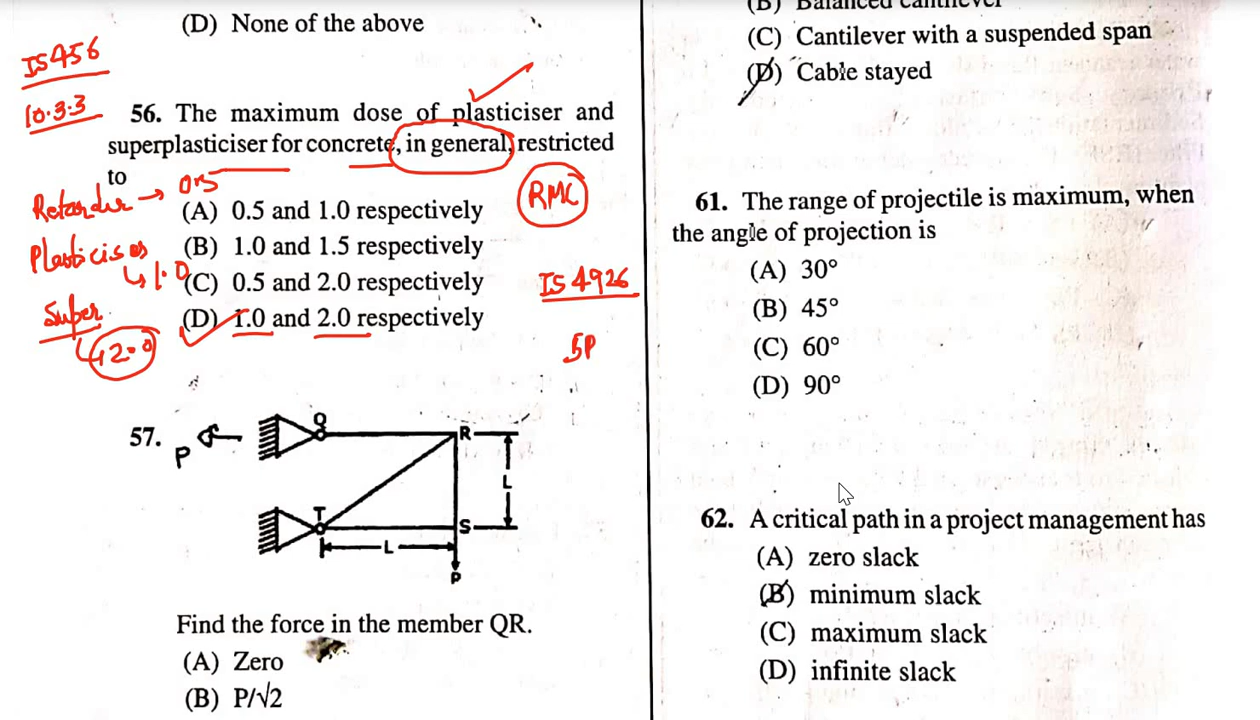 (D) None of the above
IS456
10.3.3
56. The maximum dose of plasticiser and
superplasticiser for concrete, in general, restricted
to
0.5
Retarder →
RMC
(A) 0.5 and 1.0 respectively
Plasticisers
(B) 1.0 and 1.5 respectively
1.0
(C) 0.5 and 2.0 respectively
IS 4926
Super
(D) 1.0 and 2.0 respectively
2.0
SP
57.
P
Q
R
L
T
S
L
P
Find the force in the member QR.
(A) Zero
(B) P/√2
(B) Balanced cantilever
(C) Cantilever with a suspended span
(D) Cable stayed
61. The range of projectile is maximum, when
the angle of projection is
(A) 30°
(B) 45°
(C) 60°
(D) 90°
62. A critical path in a project management has
(A) zero slack
(B) minimum slack
(C) maximum slack
(D) infinite slack